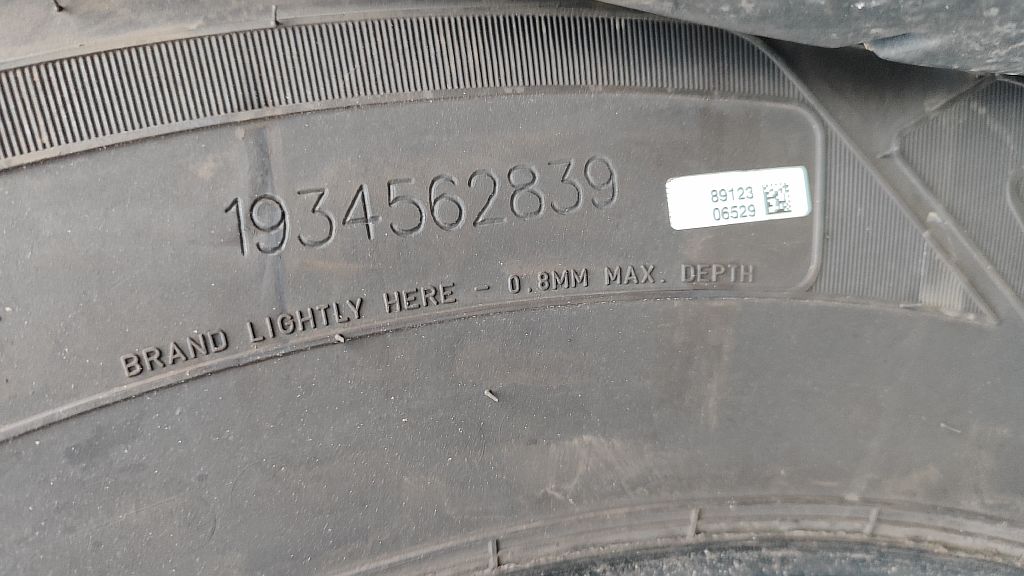 1934562839
89123
06529
BRAND LIGHTLY HERE - 0.8MM MAX. DEPTH